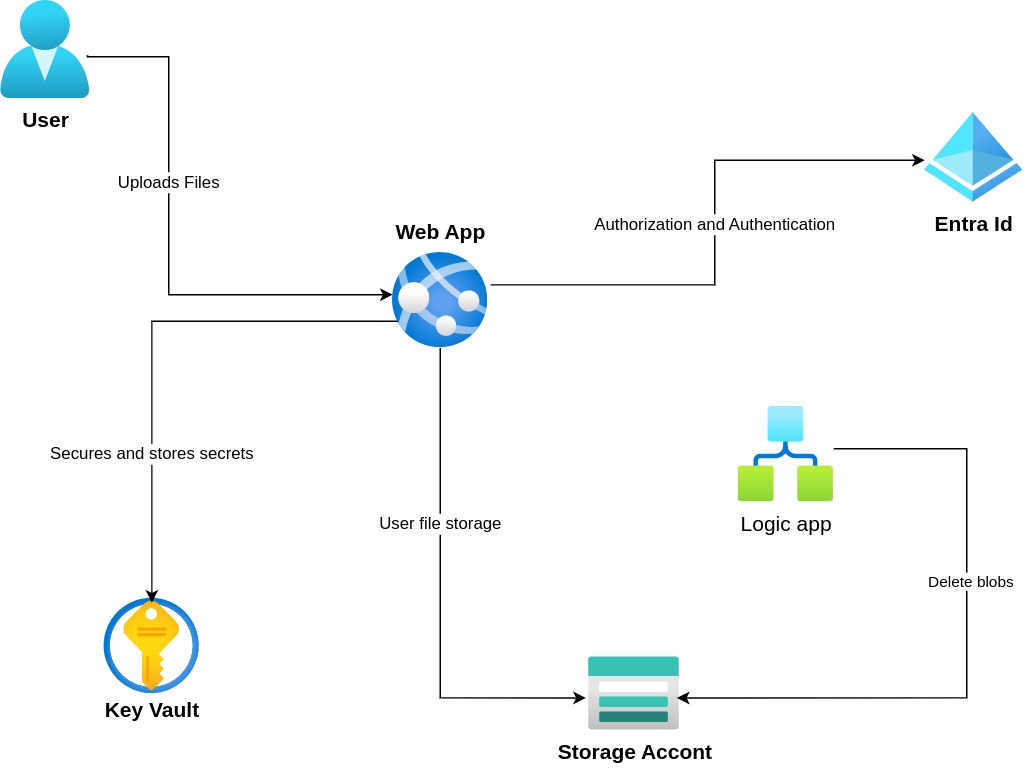 User
Uploads Files
Web App
Authorization and Authentication
Entra Id
Secures and stores secrets
User file storage
Logic app
Delete blobs
Key Vault
Storage Accont